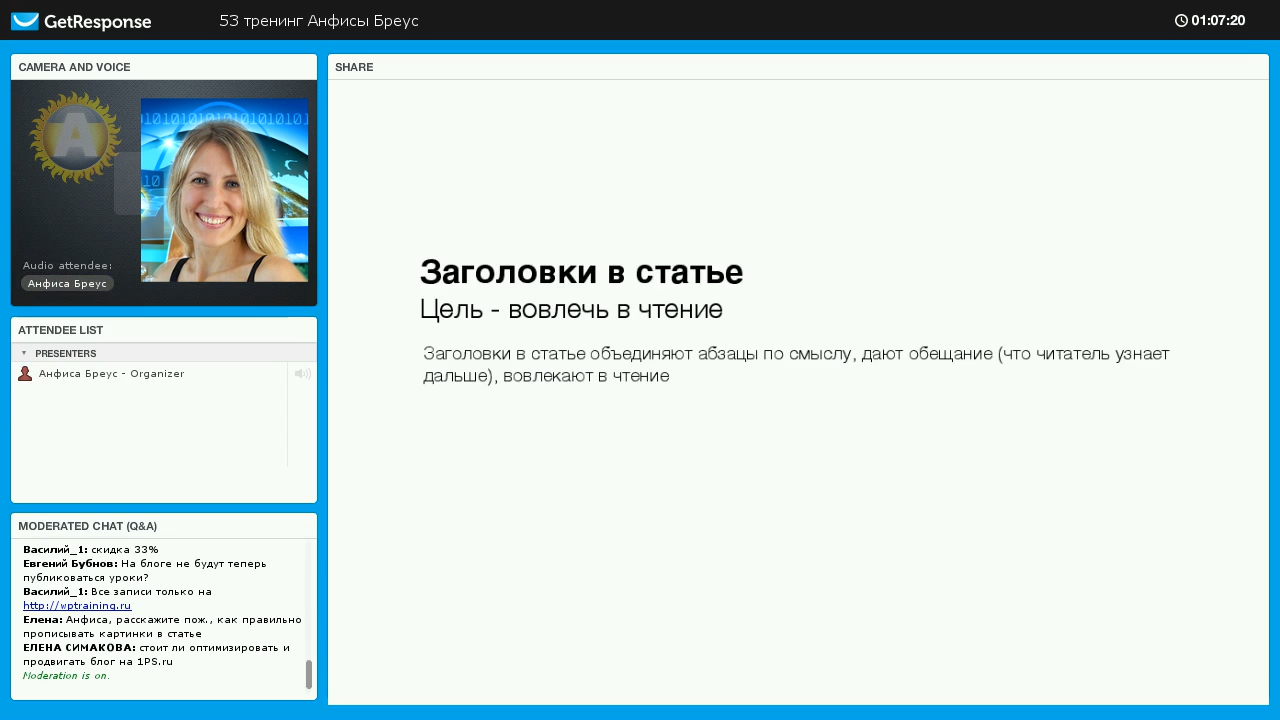 GetResponse
53 тренинг Анфисы Бреус
01:07:20
CAMERA AND VOICE
A
01010101010101010101
10
Audio attendee:
Анфиса Бреус
ATTENDEE LIST
PRESENTERS
Анфиса Бреус - Organizer
MODERATED CHAT (Q&A)
Василий_1: скидка 33%
Евгений Бубнов: На блоге не будут теперь
публиковаться уроки?
Василий_1: Все записи только на
http://wptraining.ru
Елена: Анфиса, расскажите пож., как правильно
прописывать картинки в статье
ЕЛЕНА СИМАКОВА: стоит ли оптимизировать и
продвигать блог на 1PS.ru
Moderation is on.
SHARE
Заголовки в статье
Цель - вовлечь в чтение
Заголовки в статье объединяют абзацы по смыслу, дают обещание (что читатель узнает
дальше), вовлекают в чтение